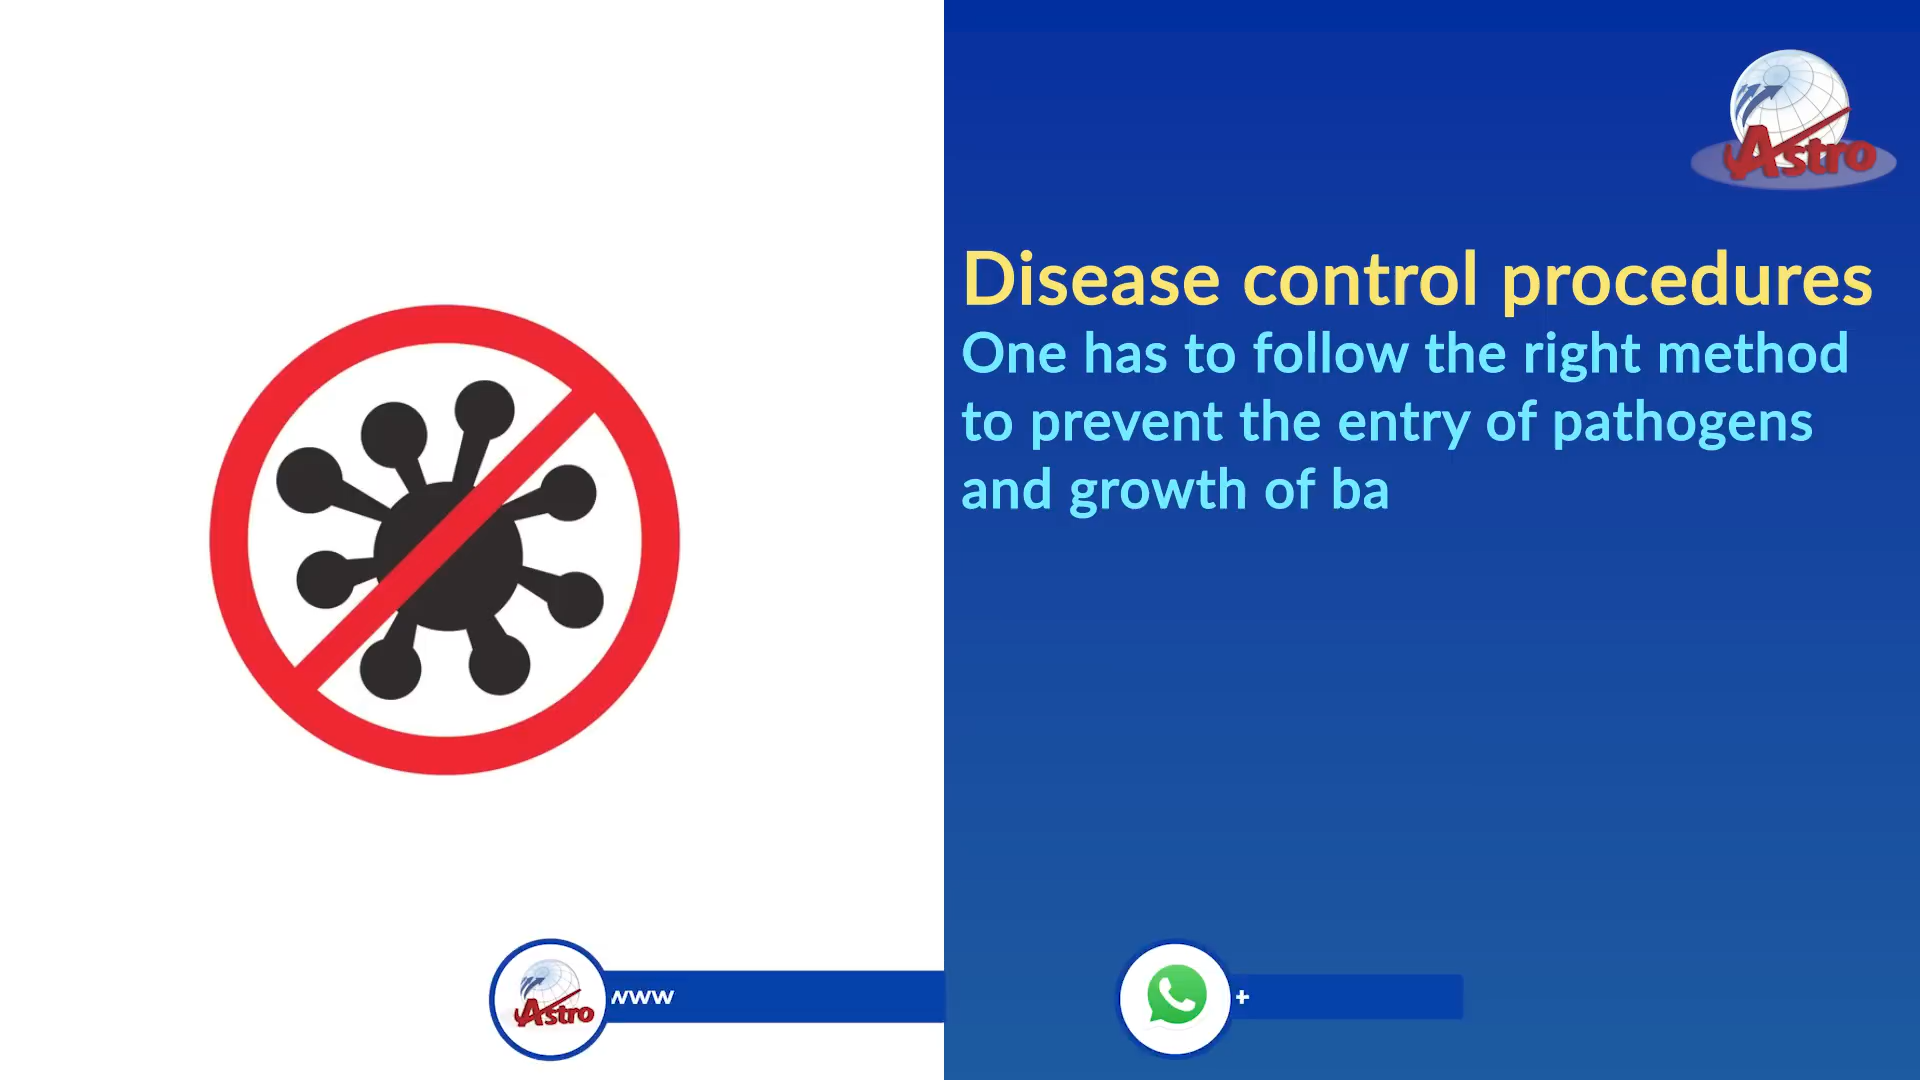 Astro
Disease control procedures
One has to follow the right method
to prevent the entry of pathogens
and growth of ba
Astro
www
+